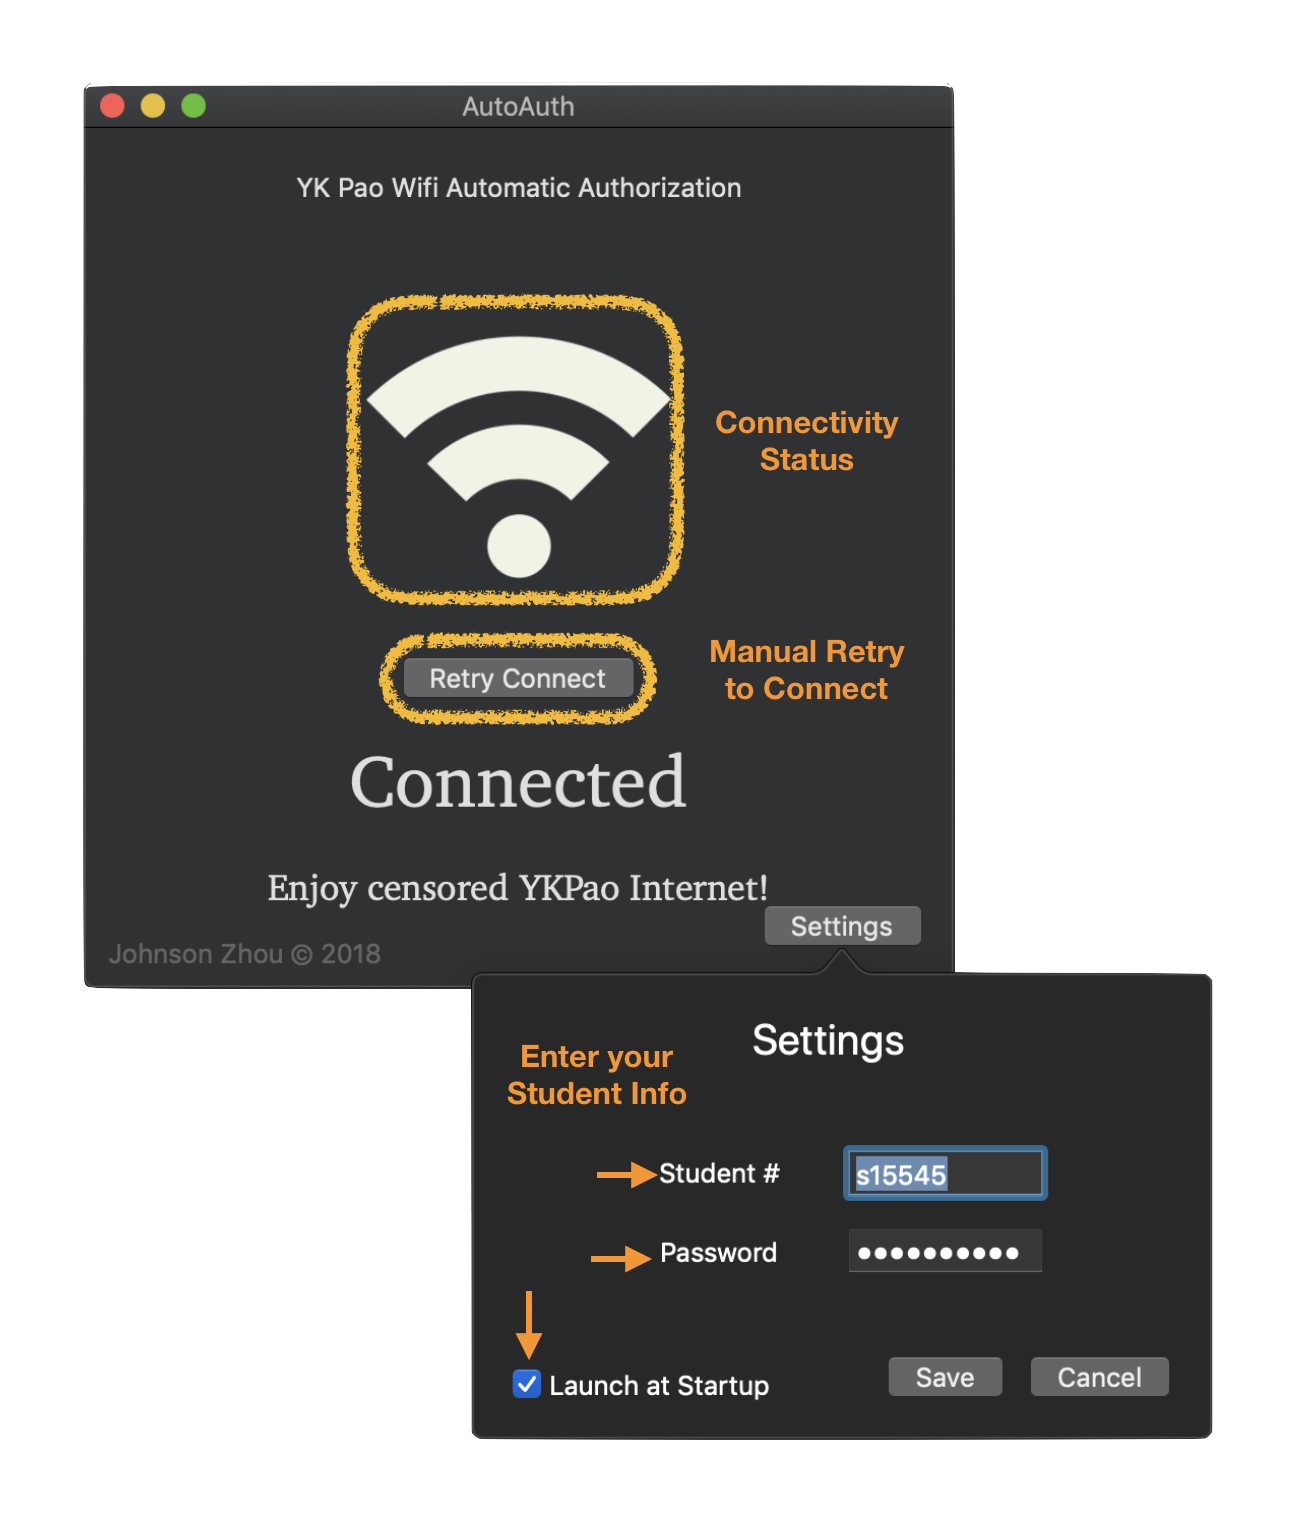 AutoAuth
YK Pao Wifi Automatic Authorization
Connectivity
Status
Retry Connect
Manual Retry
to Connect
Connected
Enjoy censored YKPao Internet!
Settings
Johnson Zhou © 2018
Settings
Enter your
Student Info
Student #
s15545
Password
●●●●●●●●●●
Launch at Startup
Save
Cancel